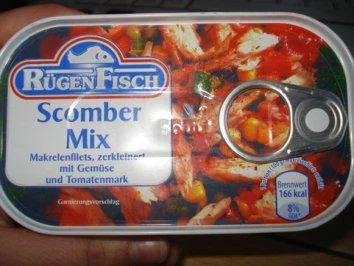 RÜGEN FISCH
Scomber
Mix
Makrelenfilets, zerkleinert
mit Gemüse
und Tomatenmark
Garnierungsvorschlag
Brennwert
166 kcal
8%